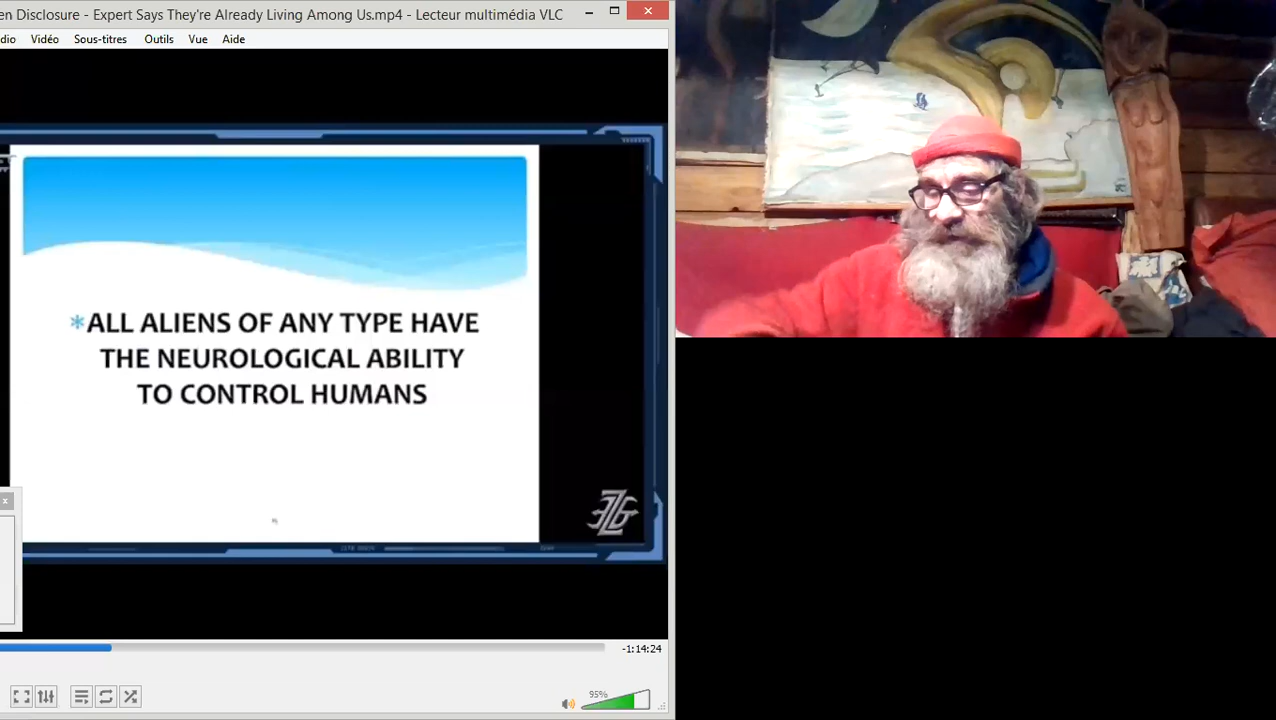 en Disclosure - Expert Says They're Already Living Among Us.mp4 - Lecteur multimédia VLC
dio Vidéo Sous-titres Outils Vue Aide
*ALL ALIENS OF ANY TYPE HAVE
THE NEUROLOGICAL ABILITY
TO CONTROL HUMANS
-1:14:24
95%